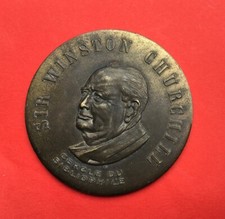 SIR WINSTON CHURCHILL
CERCLE DU
BIBLIOPHILE